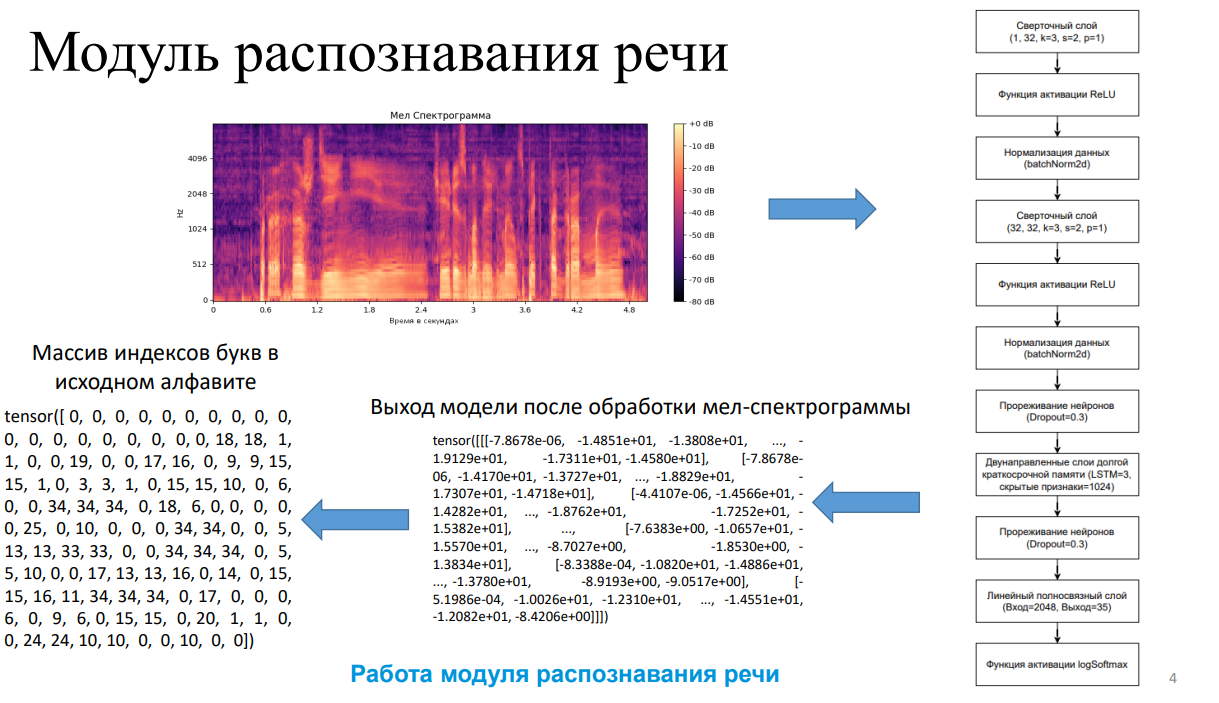 Модуль распознавания речи
Мел Спектрограмма
4096
2048
1024
512
0
Hz
0 0.6 1.2 1.8 2.4 3 3.6 4.2 4.8
Время в секундах
+0 dB
-10 dB
-20 dB
-30 dB
-40 dB
-50 dB
-60 dB
-70 dB
-80 dB
Сверточный слой
(1, 32, k=3, s=2, p=1)
Функция активации ReLU
Нормализация данных
(batchNorm2d)
Сверточный слой
(32, 32, k=3, s=2, p=1)
Функция активации ReLU
Нормализация данных
(batchNorm2d)
Прореживание нейронов
(Dropout=0.3)
Двунаправленные слои долгой
краткосрочной памяти (LSTM=3,
скрытые признаки=1024)
Прореживание нейронов
(Dropout=0.3)
Линейный полносвязный слой
(Вход=2048, Выход=35)
Функция активации logSoftmax
Выход модели после обработки мел-спектрограммы
tensor([[[-7.8678e-06, -1.4851e+01, -1.3808e+01, ..., -
1.9129e+01, -1.7311e+01, -1.4580e+01], [-7.8678e-
06, -1.4170e+01, -1.3727e+01, ..., -1.8829e+01, -
1.7307e+01, -1.4718e+01], [-4.4107e-06, -1.4566e+01, -
1.4282e+01, ..., -1.8762e+01, -1.7252e+01, -
1.5382e+01], ..., [-7.6383e+00, -1.0657e+01, -
1.5570e+01, ..., -8.7027e+00, -1.8530e+00, -
1.3834e+01], [-8.3388e-04, -1.0820e+01, -1.4886e+01,
..., -1.3780e+01, -8.9193e+00, -9.0517e+00], [-
5.1986e-04, -1.0026e+01, -1.2310e+01, ..., -1.4551e+01,
-1.2082e+01, -8.4206e+00]]])
Массив индексов букв в
исходном алфавите
tensor([ 0, 0, 0, 0, 0, 0, 0, 0, 0, 0,
0, 0, 0, 0, 0, 0, 0, 0, 0, 18, 18, 1,
1, 0, 0, 19, 0, 0, 17, 16, 0, 9, 9, 15,
15, 1, 0, 3, 3, 1, 0, 15, 15, 10, 0, 6,
0, 0, 34, 34, 34, 0, 18, 6, 0, 0, 0, 0,
0, 25, 0, 10, 0, 0, 0, 34, 34, 0, 0, 5,
13, 13, 33, 33, 0, 0, 34, 34, 34, 0, 5,
5, 10, 0, 0, 17, 13, 13, 16, 0, 14, 0, 15,
15, 16, 11, 34, 34, 34, 0, 17, 0, 0, 0,
6, 0, 9, 6, 0, 15, 15, 0, 20, 1, 1, 0,
0, 24, 24, 10, 10, 0, 0, 10, 0, 0])
Работа модуля распознавания речи
4